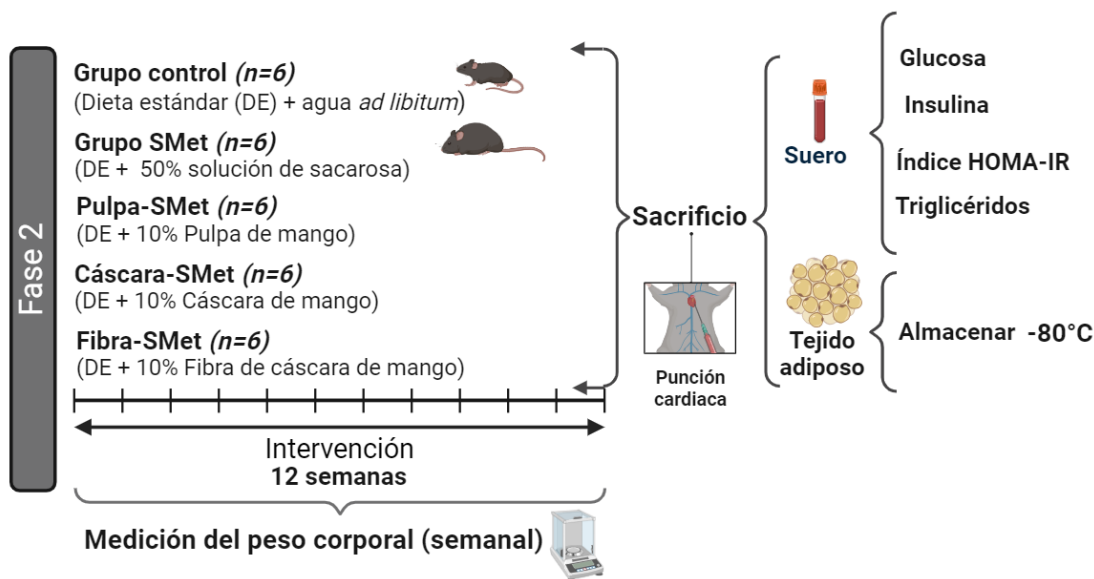 Fase 2
Grupo control (n=6)
(Dieta estándar (DE) + agua ad libitum)
Grupo SMet (n=6)
(DE + 50% solución de sacarosa)
Pulpa-SMet (n=6)
(DE + 10% Pulpa de mango)
Cáscara-SMet (n=6)
(DE + 10% Cáscara de mango)
Fibra-SMet (n=6)
(DE + 10% Fibra de cáscara de mango)
Intervención
12 semanas
Medición del peso corporal (semanal)
Sacrificio
Punción
cardiaca
Suero
Glucosa
Insulina
Índice HOMA-IR
Triglicéridos
Tejido
adiposo
Almacenar -80°C